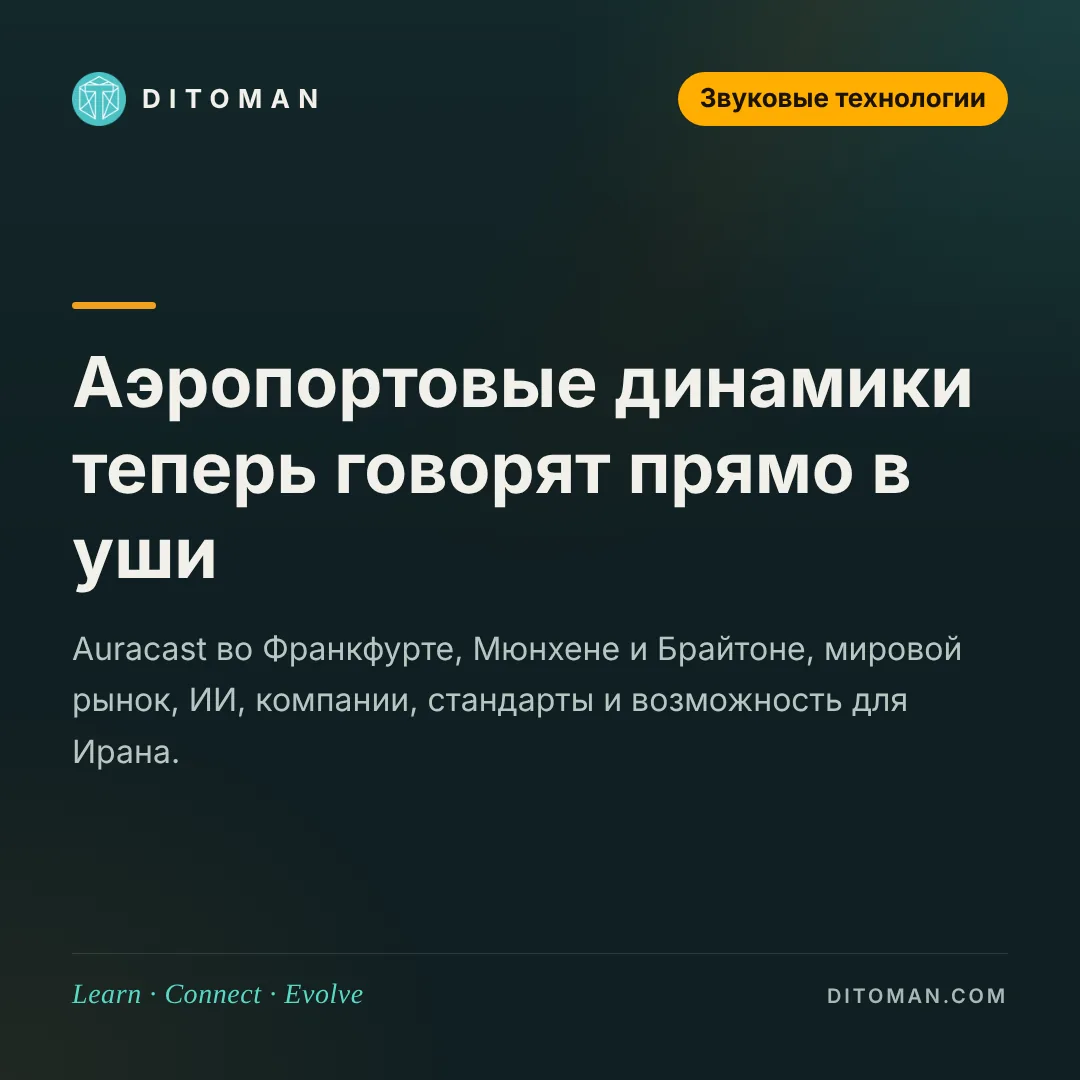 DITOMAN
Звуковые технологии
Аэропортовые динамики
теперь говорят прямо в
уши
Auracast во Франкфурте, Мюнхене и Брайтоне, мировой
рынок, ИИ, компании, стандарты и возможность для
Ирана.
Learn · Connect · Evolve
DITOMAN.COM